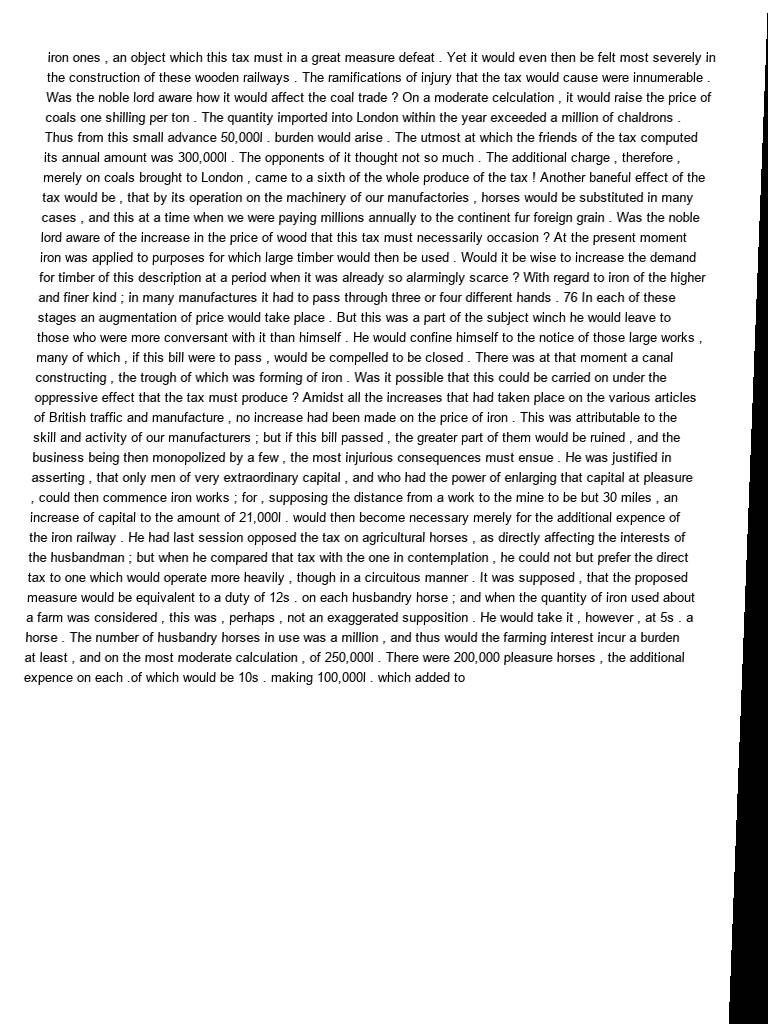 iron ones , an object which this tax must in a great measure defeat . Yet it would even then be felt most severely in
the construction of these wooden railways . The ramifications of injury that the tax would cause were innumerable .
Was the noble lord aware how it would affect the coal trade ? On a moderate celculation , it would raise the price of
coals one shilling per ton . The quantity imported into London within the year exceeded a million of chaldrons .
Thus from this small advance 50,000l . burden would arise . The utmost at which the friends of the tax computed
its annual amount was 300,000l . The opponents of it thought not so much . The additional charge , therefore ,
merely on coals brought to London , came to a sixth of the whole produce of the tax ! Another baneful effect of the
tax would be , that by its operation on the machinery of our manufactories , horses would be substituted in many
cases , and this at a time when we were paying millions annually to the continent fur foreign grain . Was the noble
lord aware of the increase in the price of wood that this tax must necessarily occasion ? At the present moment
iron was applied to purposes for which large timber would then be used . Would it be wise to increase the demand
for timber of this description at a period when it was already so alarmingly scarce ? With regard to iron of the higher
and finer kind ; in many manufactures it had to pass through three or four different hands . 76 In each of these
stages an augmentation of price would take place . But this was a part of the subject winch he would leave to
those who were more conversant with it than himself . He would confine himself to the notice of those large works ,
many of which , if this bill were to pass , would be compelled to be closed . There was at that moment a canal
constructing , the trough of which was forming of iron . Was it possible that this could be carried on under the
oppressive effect that the tax must produce ? Amidst all the increases that had taken place on the various articles
of British traffic and manufacture , no increase had been made on the price of iron . This was attributable to the
skill and activity of our manufacturers ; but if this bill passed , the greater part of them would be ruined , and the
business being then monopolized by a few , the most injurious consequences must ensue . He was justified in
asserting , that only men of very extraordinary capital , and who had the power of enlarging that capital at pleasure
, could then commence iron works ; for , supposing the distance from a work to the mine to be but 30 miles , an
increase of capital to the amount of 21,000l . would then become necessary merely for the additional expence of
the iron railway . He had last session opposed the tax on agricultural horses , as directly affecting the interests of
the husbandman ; but when he compared that tax with the one in contemplation , he could not but prefer the direct
tax to one which would operate more heavily , though in a circuitous manner . It was supposed , that the proposed
measure would be equivalent to a duty of 12s . on each husbandry horse ; and when the quantity of iron used about
a farm was considered , this was , perhaps , not an exaggerated supposition . He would take it , however , at 5s . a
horse . The number of husbandry horses in use was a million , and thus would the farming interest incur a burden
at least , and on the most moderate calculation , of 250,000l . There were 200,000 pleasure horses , the additional
expence on each .of which would be 10s . making 100,000l . which added to